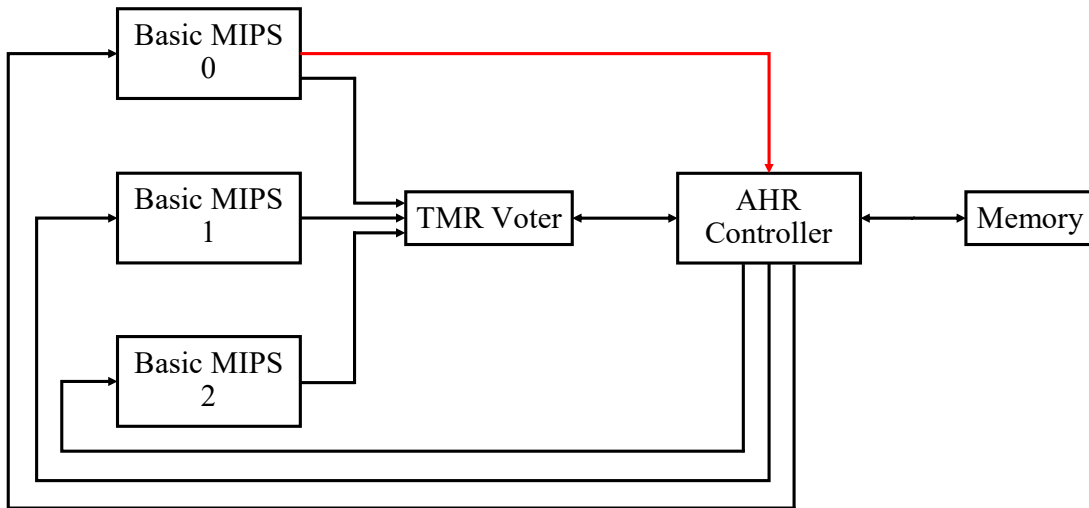 Basic MIPS
0
Basic MIPS
1
TMR Voter
AHR
Controller
Memory
Basic MIPS
2